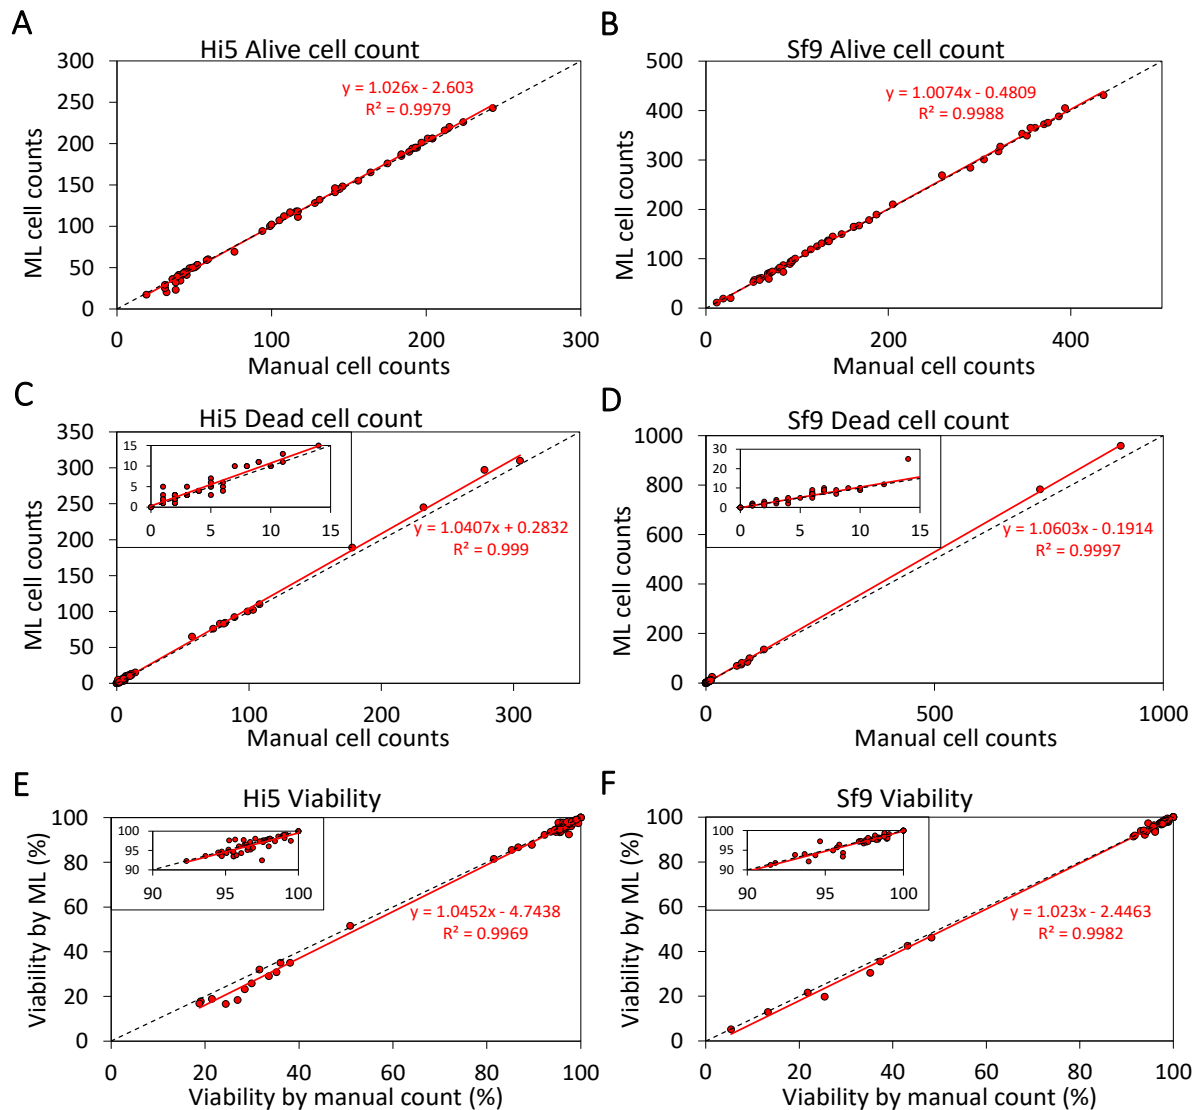 A
Hi5 Alive cell count
300
250
200
150
100
50
0
0 100 200 300
ML cell counts
Manual cell counts
y = 1.026x - 2.603
R² = 0.9979
B
Sf9 Alive cell count
500
400
300
200
100
0
0 200 400
ML cell counts
Manual cell counts
y = 1.0074x - 0.4809
R² = 0.9988
C
Hi5 Dead cell count
350
300
250
200
150
100
50
0
0 100 200 300
ML cell counts
Manual cell counts
15
10
5
0
0 5 10 15
y = 1.0407x + 0.2832
R² = 0.999
D
Sf9 Dead cell count
1000
800
600
400
200
0
0 500 1000
ML cell counts
Manual cell counts
30
20
10
0
0 5 10 15
y = 1.0603x - 0.1914
R² = 0.9997
E
Hi5 Viability
100
80
60
40
20
0
0 20 40 60 80 100
Viability by ML (%)
Viability by manual count (%)
100
95
90
90 95 100
y = 1.0452x - 4.7438
R² = 0.9969
F
Sf9 Viability
100
80
60
40
20
0
0 20 40 60 80 100
Viability by ML (%)
Viability by manual count (%)
100
95
90
90 95 100
y = 1.023x - 2.4463
R² = 0.9982